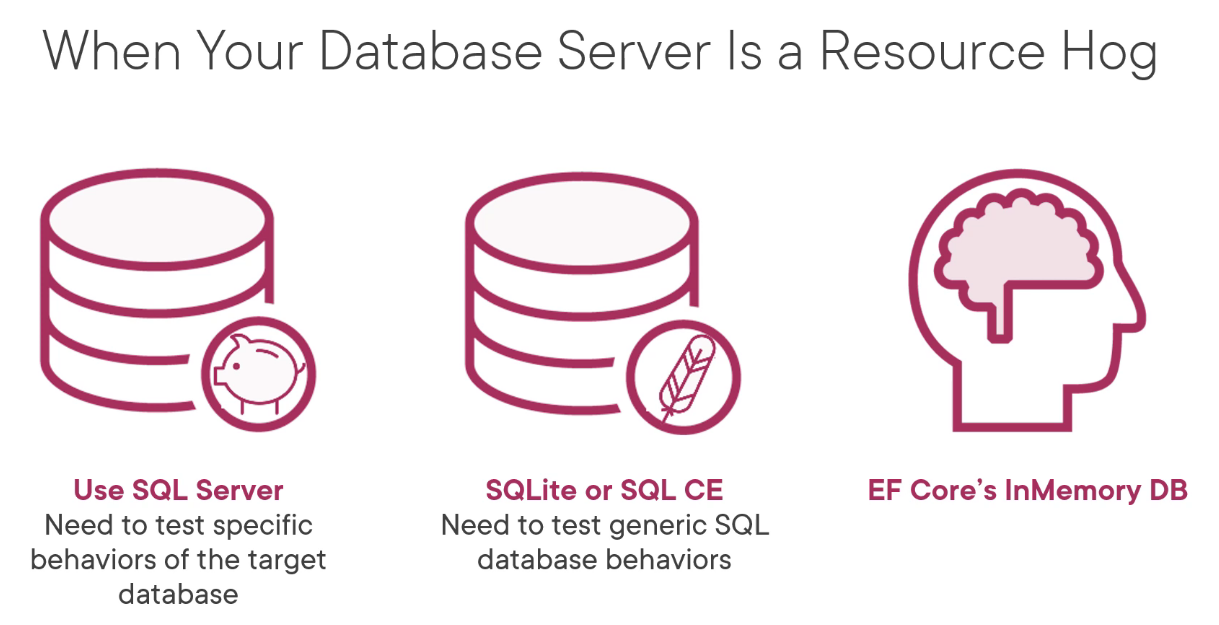 When Your Database Server Is a Resource Hog
Use SQL Server
Need to test specific
behaviors of the target
database
SQLite or SQL CE
Need to test generic SQL
database behaviors
EF Core’s InMemory DB